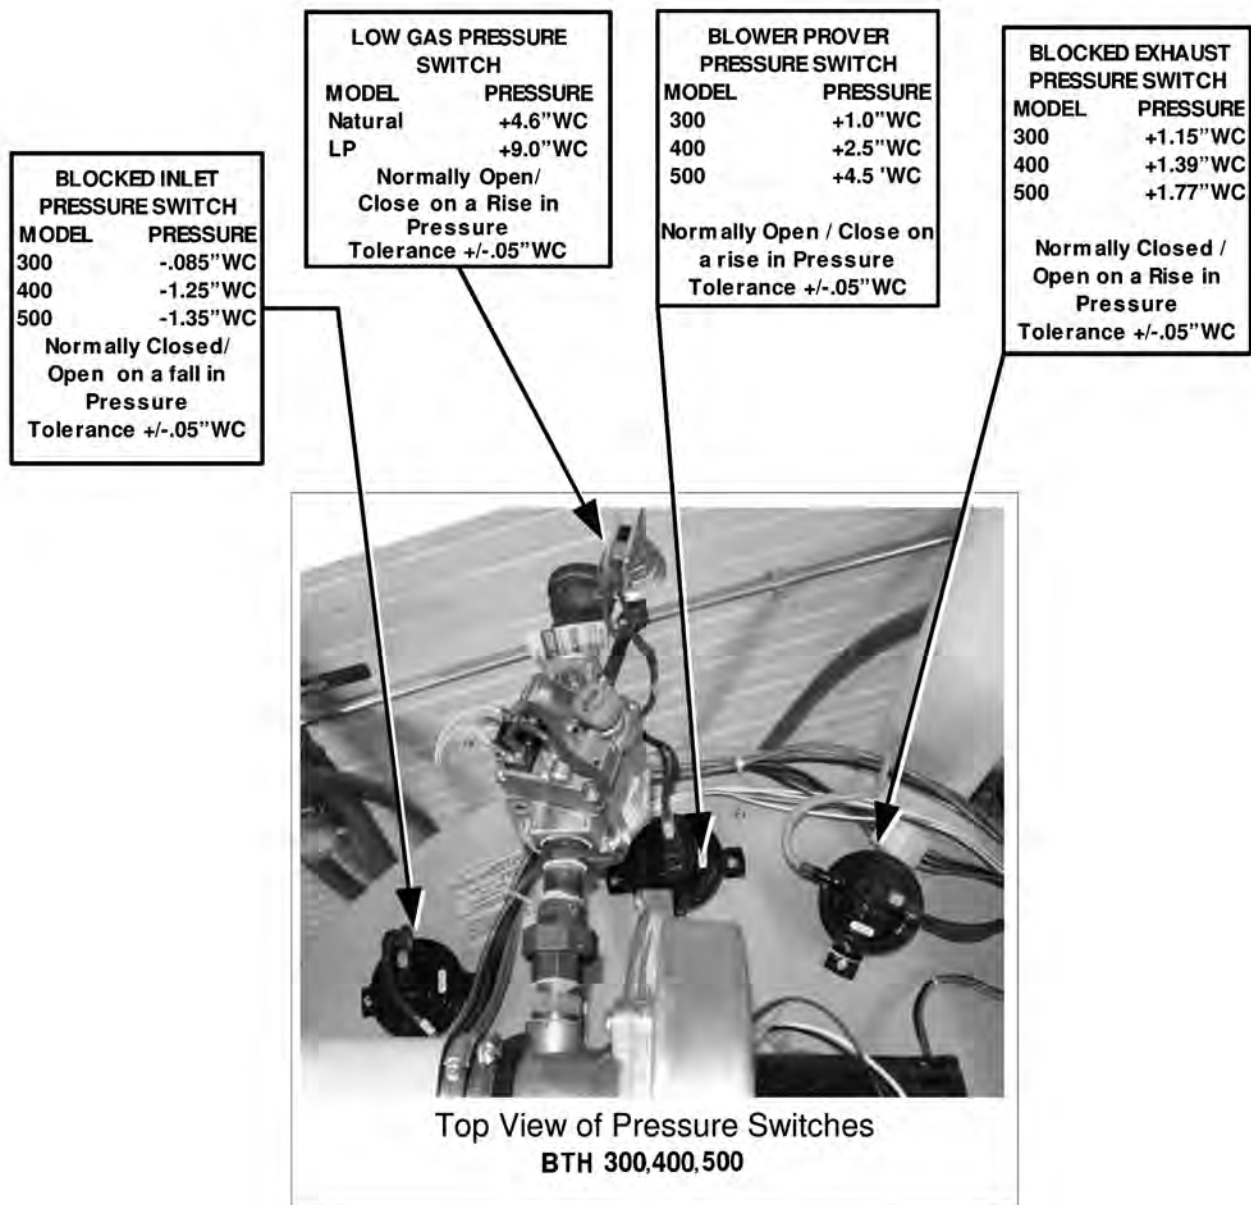 BLOCKED INLET
PRESSURE SWITCH
MODEL PRESSURE
300 -.085"WC
400 -1.25"WC
500 -1.35"WC
Normally Closed/
Open on a fall in
Pressure
Tolerance +/-.05"WC
LOW GAS PRESSURE
SWITCH
MODEL PRESSURE
Natural +4.6"WC
LP +9.0"WC
Normally Open/
Close on a Rise in
Pressure
Tolerance +/-.05"WC
BLOWER PROVER
PRESSURE SWITCH
MODEL PRESSURE
300 +1.0"WC
400 +2.5"WC
500 +4.5 'WC
Normally Open / Close on
a rise in Pressure
Tolerance +/-.05"WC
BLOCKED EXHAUST
PRESSURE SWITCH
MODEL PRESSURE
300 +1.15"WC
400 +1.39"WC
500 +1.77"WC
Normally Closed /
Open on a Rise in
Pressure
Tolerance +/-.05"WC
Top View of Pressure Switches
BTH 300,400,500